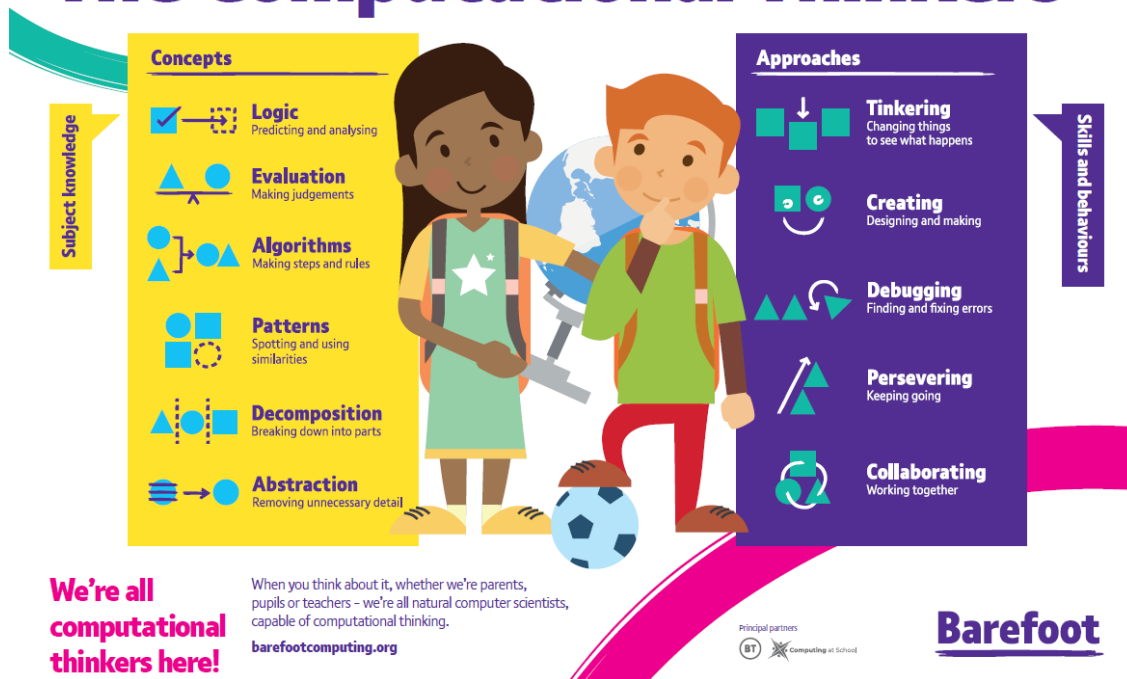 The Computational Thinkers
Concepts
Subject knowledge
Logic
Predicting and analysing
Evaluation
Making judgements
Algorithms
Making steps and rules
Patterns
Spotting and using
similarities
Decomposition
Breaking down into parts
Abstraction
Removing unnecessary detail
Approaches
Skills and behaviours
Tinkering
Changing things
to see what happens
Creating
Designing and making
Debugging
Finding and fixing errors
Persevering
Keeping going
Collaborating
Working together
We're all
computational
thinkers here!
When you think about it, whether we're parents,
pupils or teachers – we're all natural computer scientists,
capable of computational thinking.
barefootcomputing.org
Principal partners
BT
Computing at School
Barefoot